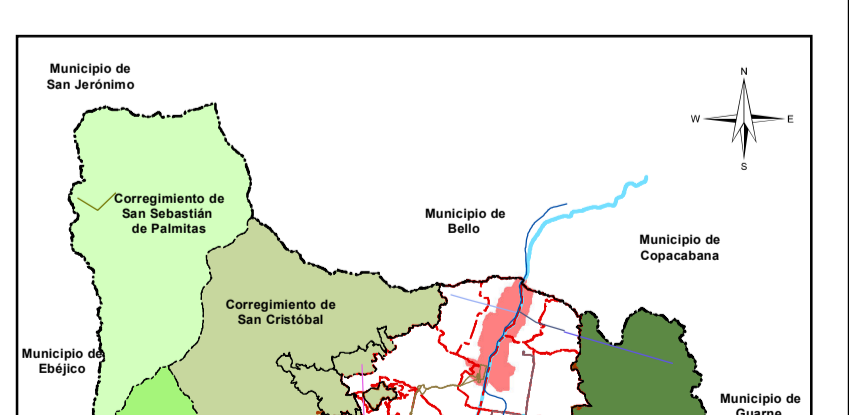 Municipio de
San Jerónimo
N
W
E
S
Corregimiento de
San Sebastián
de Palmitas
Municipio de
Bello
Municipio de
Copacabana
Corregimiento de
San Cristóbal
Municipio de
Ebéjico
Municipio de
Guarne